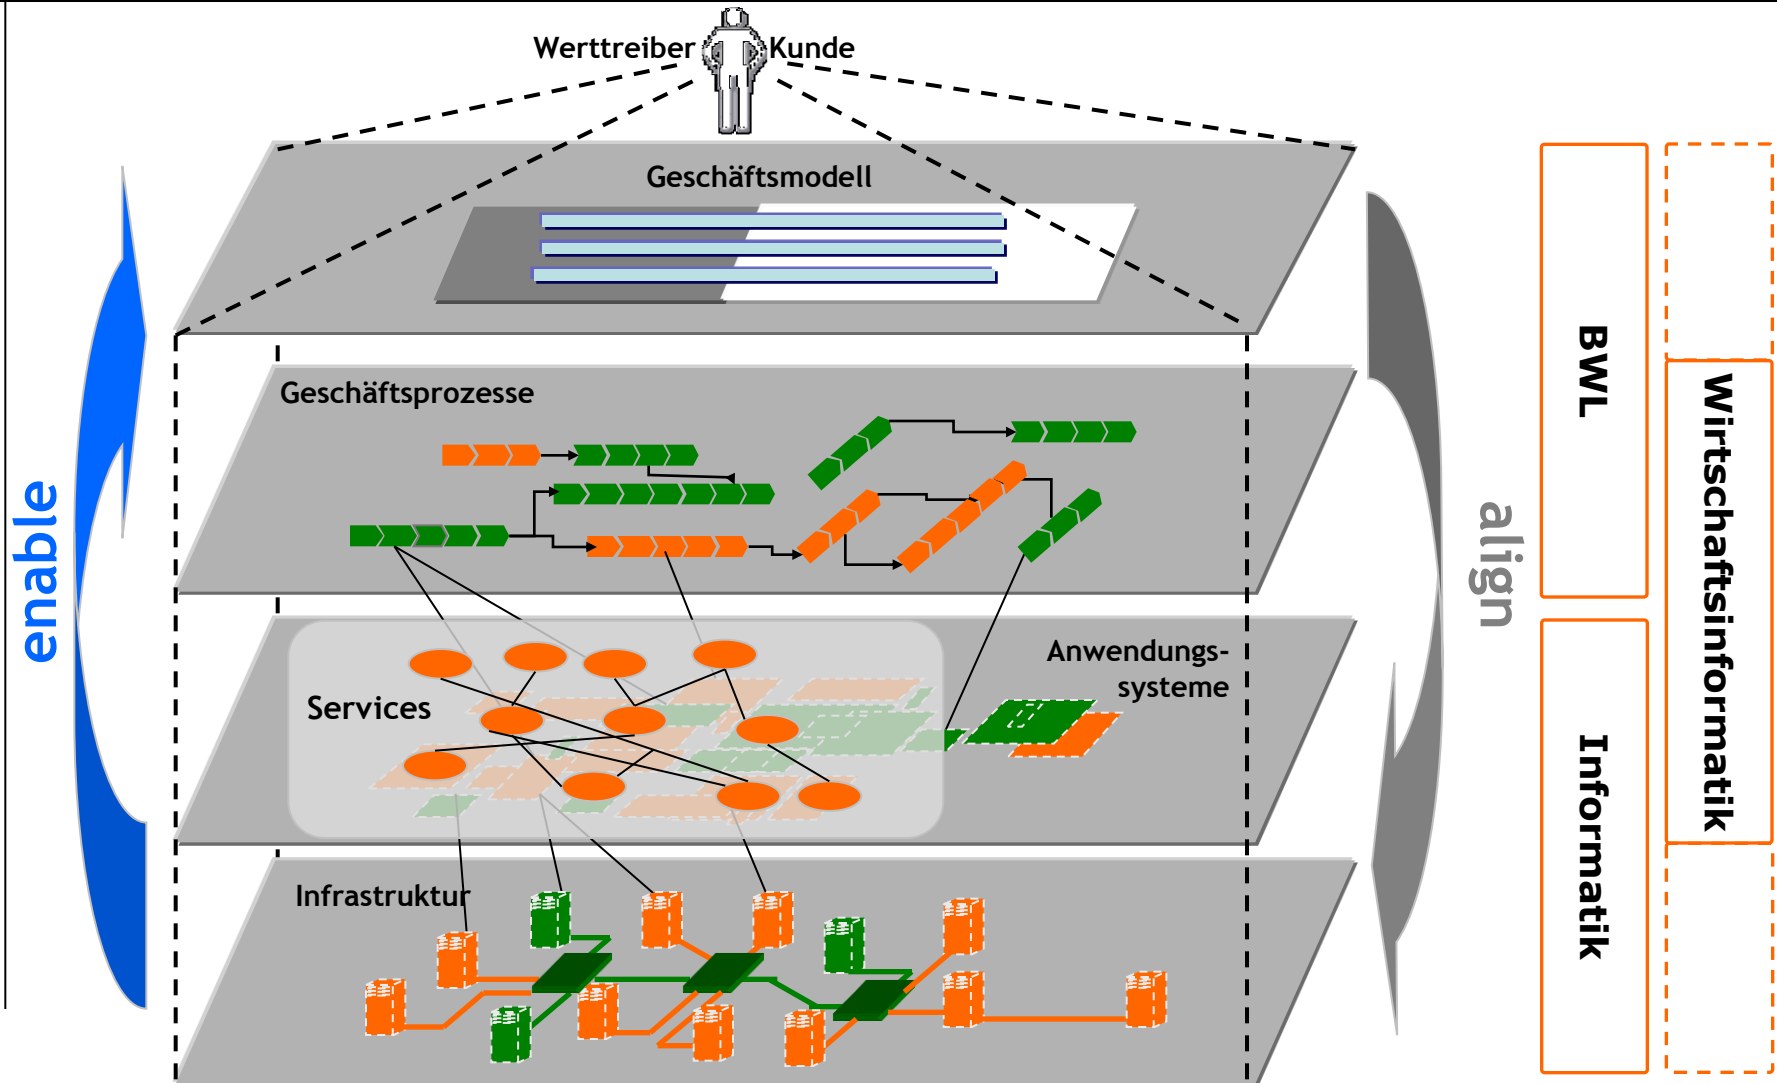 Werttreiber
Kunde
Geschäftsmodell
Geschäftsprozesse
Anwendungs-
systeme
Services
Infrastruktur
enable
align
BWL
Informatik
Wirtschaftsinformatik